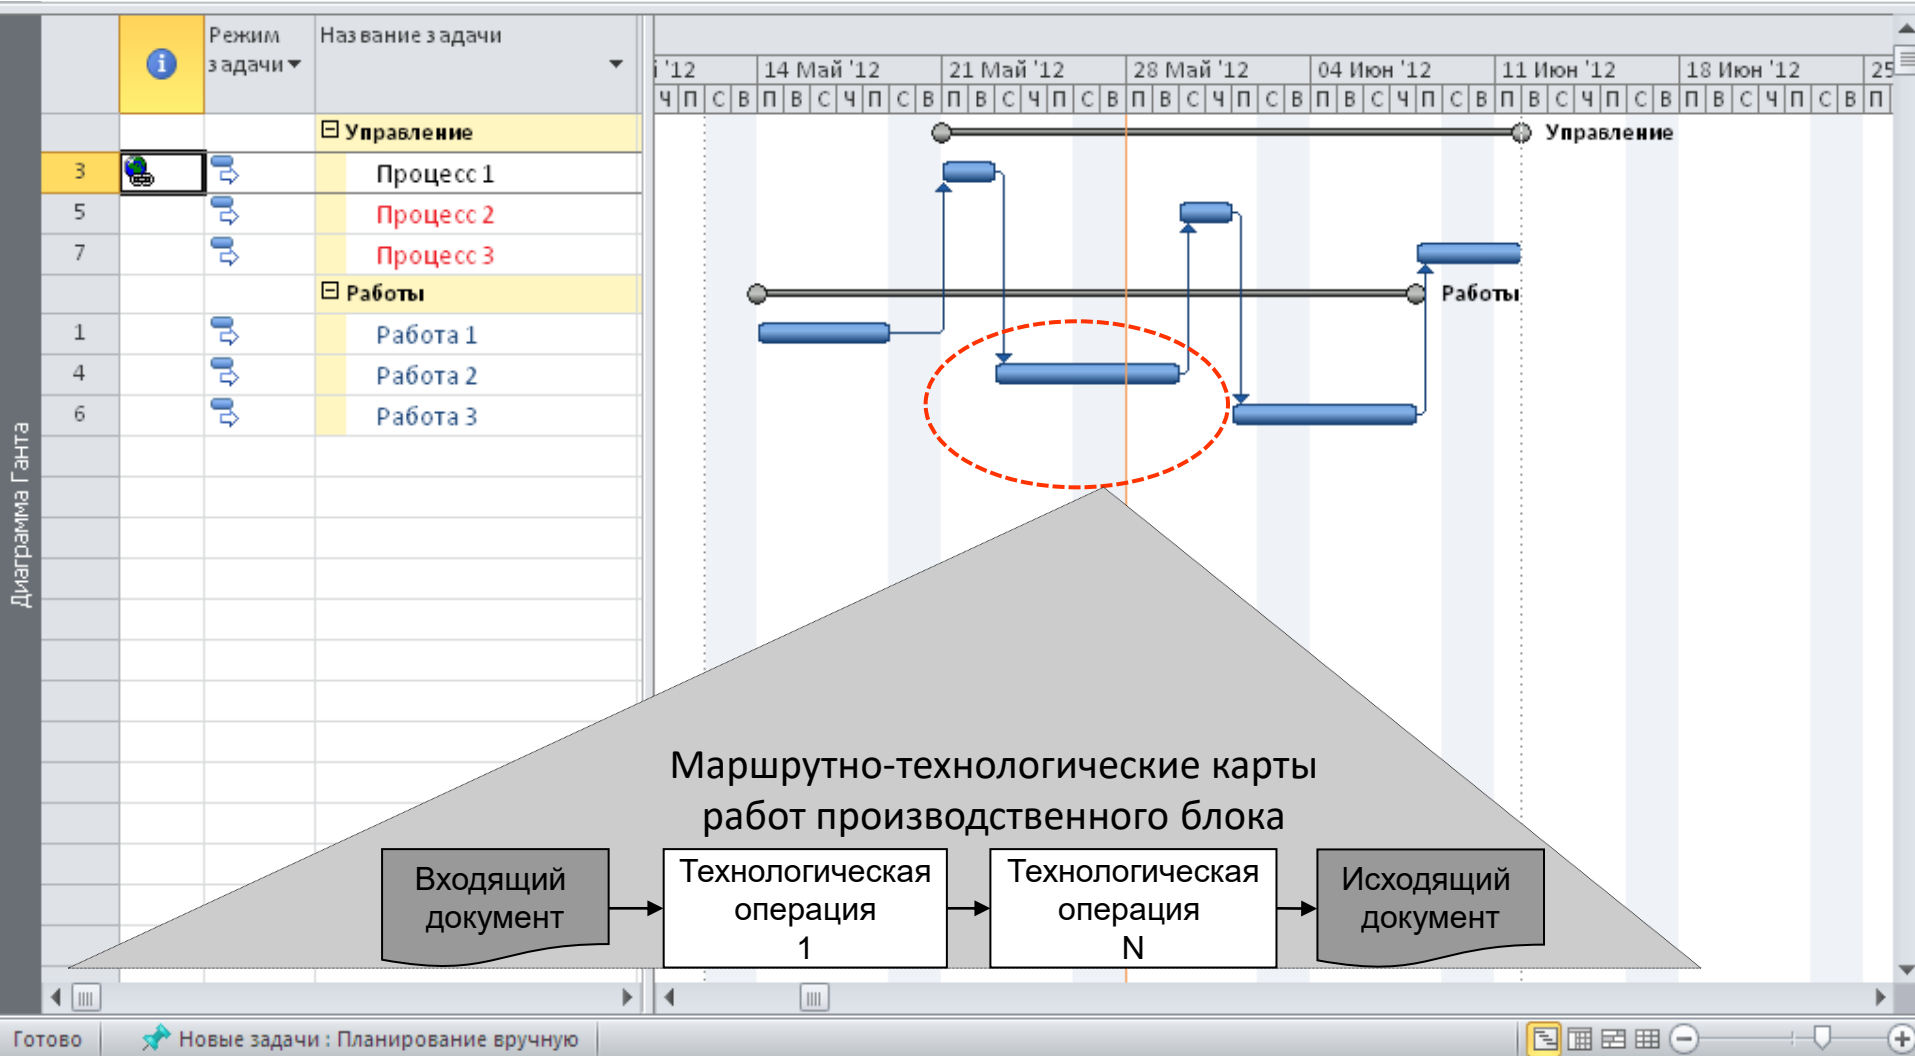 Режим задачи
Название задачи
'12
14 Май '12
21 Май '12
28 Май '12
04 Июн '12
11 Июн '12
18 Июн '12
25
Ч П С В П В С Ч П С В П В С Ч П С В П В С Ч П С В П В С Ч П С В П В С Ч П С В П В С Ч П С В П
Управление
Управление
3 Процесс 1
5 Процесс 2
7 Процесс 3
Работы
Работы
1 Работа 1
4 Работа 2
6 Работа 3
Диаграмма Ганта
Маршрутно-технологические карты
работ производственного блока
Входящий
документ
Технологическая
операция
1
Технологическая
операция
N
Исходящий
документ
Готово
Новые задачи : Планирование вручную